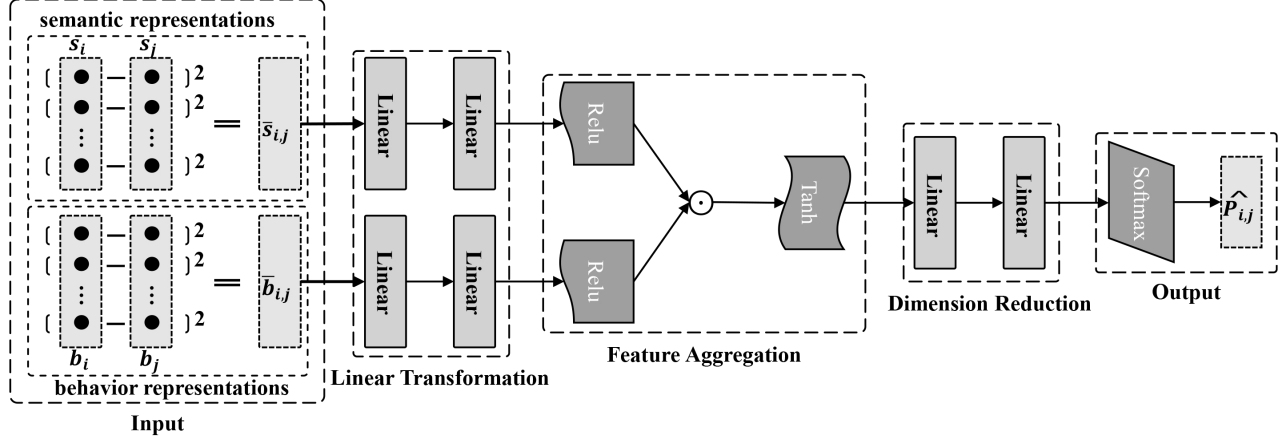 semantic representations
s_i s_j
( — )2
( — )2
⋮ ⋮
( — )2
=
s̅_{i,j}
( — )2
( — )2
⋮ ⋮
( — )2
=
b̅_{i,j}
b_i b_j
behavior representations
Input
Linear
Linear
Linear
Linear
Linear Transformation
Relu
Relu
⊙
Tanh
Feature Aggregation
Linear
Linear
Dimension Reduction
Softmax
P̂_{i,j}
Output